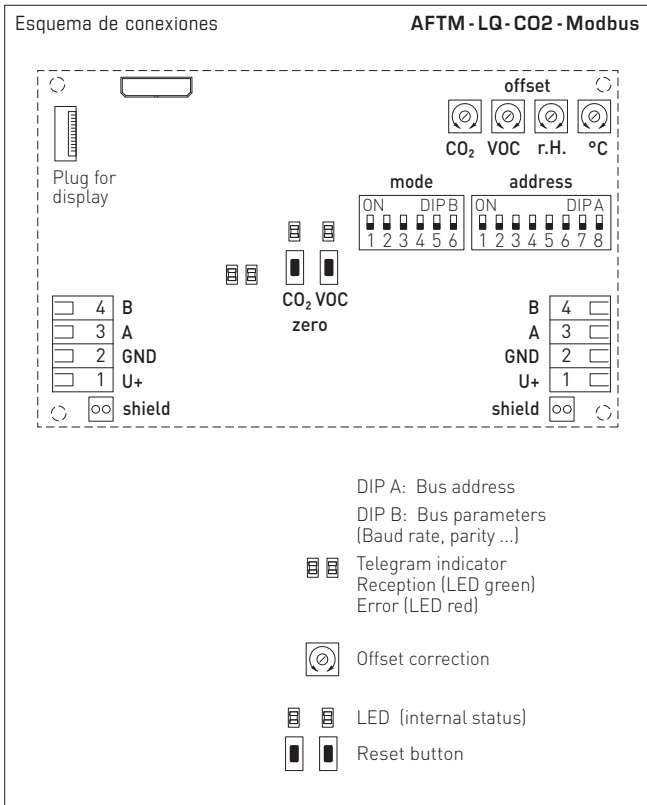 Esquema de conexiones AFTM-LQ-CO2-Modbus
offset
CO₂ VOC r.H. °C
Plug for
display
mode address
ON DIP B ON DIP A
1 2 3 4 5 6 1 2 3 4 5 6 7 8
CO₂ VOC
zero
4 B B 4
3 A A 3
2 GND GND 2
1 U+ U+ 1
shield shield
DIP A: Bus address
DIP B: Bus parameters
(Baud rate, parity ...)
Telegram indicator
Reception (LED green)
Error (LED red)
Offset correction
LED (internal status)
Reset button